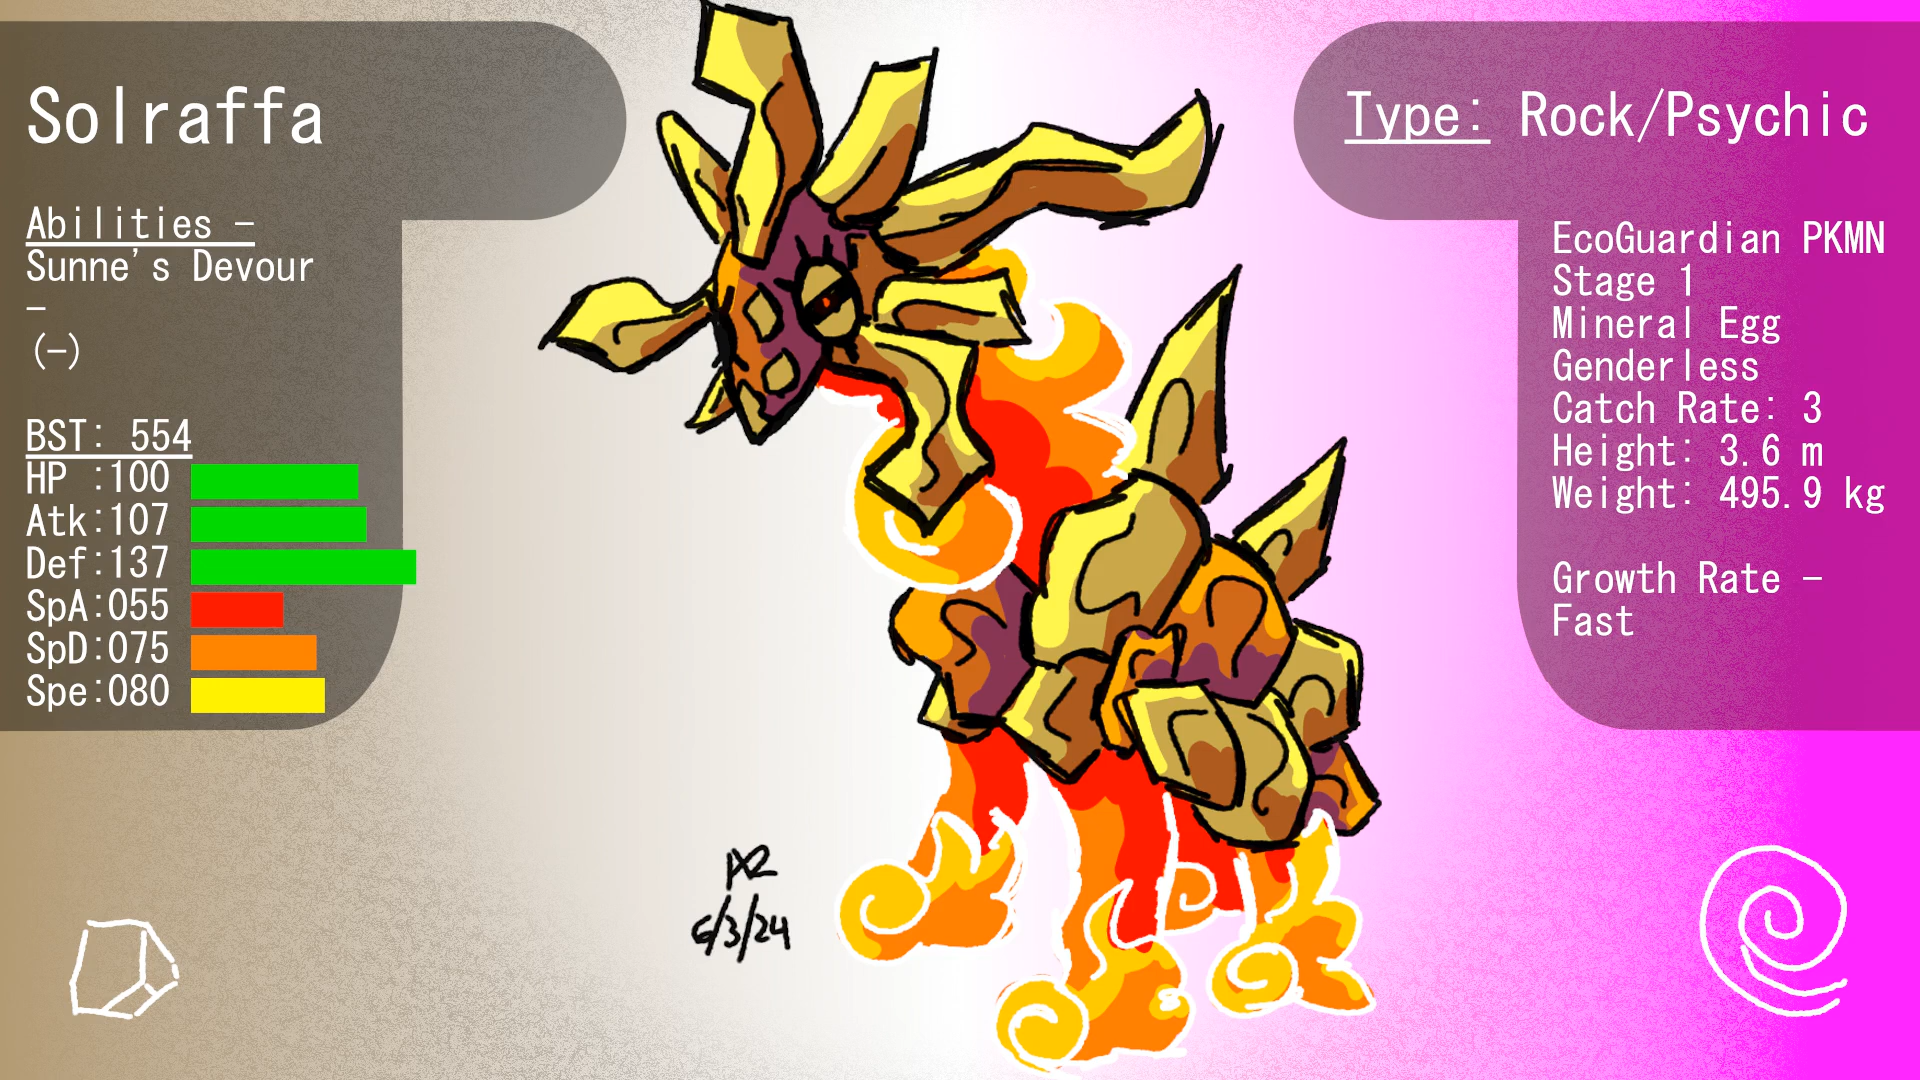 Solraffa
Abilities -
Sunne's Devour
-
(-)
BST: 554
HP :100
Atk:107
Def:137
SpA:055
SpD:075
Spe:080
Type: Rock/Psychic
EcoGuardian PKMN
Stage 1
Mineral Egg
Genderless
Catch Rate: 3
Height: 3.6 m
Weight: 495.9 kg
Growth Rate -
Fast
6/3/24